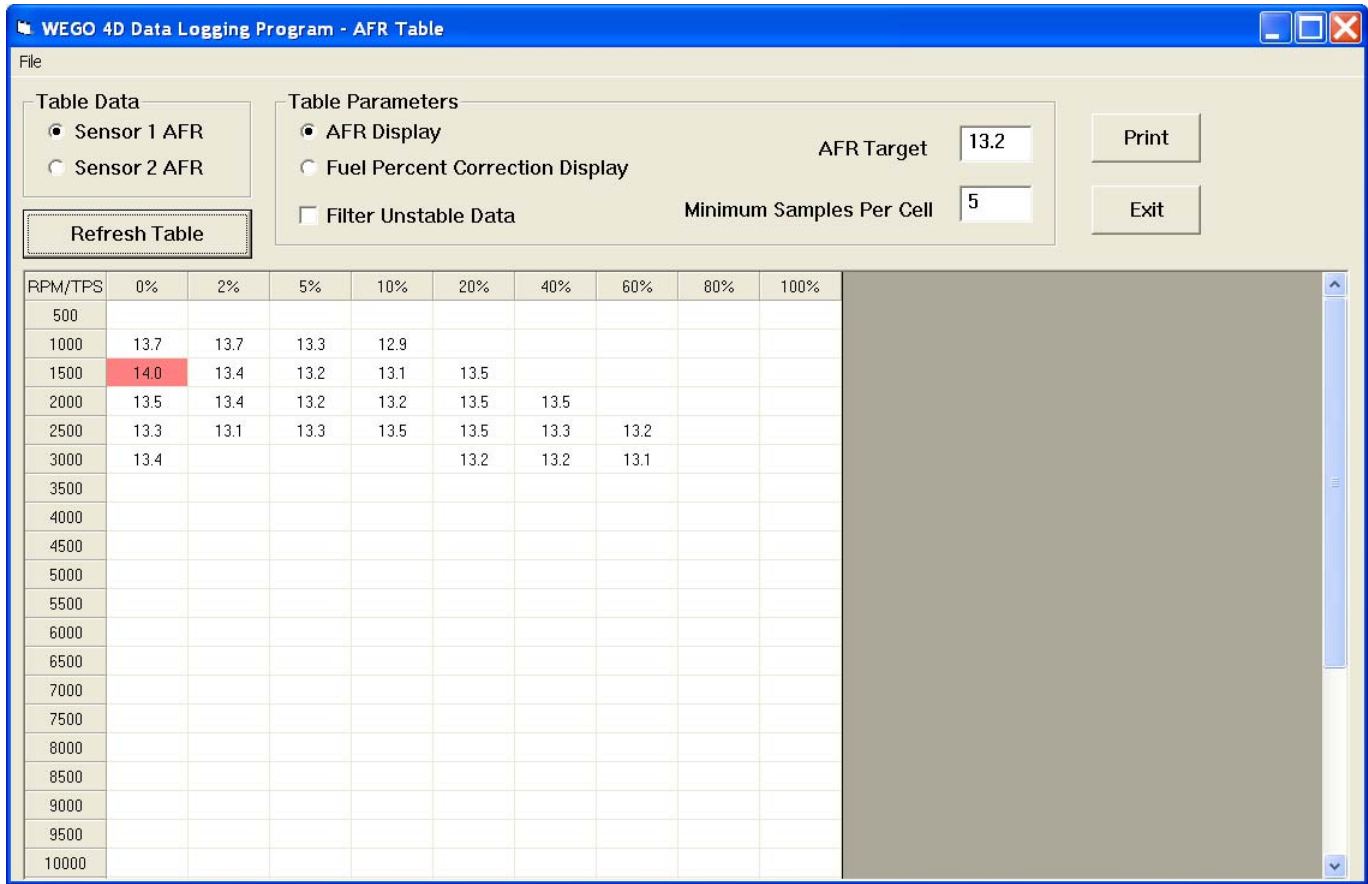 WEGO 4D Data Logging Program - AFR Table
File
Table Data
Sensor 1 AFR
Sensor 2 AFR
Refresh Table
Table Parameters
AFR Display
Fuel Percent Correction Display
Filter Unstable Data
AFR Target 13.2
Minimum Samples Per Cell 5
Print
Exit
RPM/TPS 0% 2% 5% 10% 20% 40% 60% 80% 100%
500
1000 13.7 13.7 13.3 12.9
1500 14.0 13.4 13.2 13.1 13.5
2000 13.5 13.4 13.2 13.2 13.5 13.5
2500 13.3 13.1 13.3 13.5 13.5 13.3 13.2
3000 13.4 13.2 13.2 13.1
3500
4000
4500
5000
5500
6000
6500
7000
7500
8000
8500
9000
9500
10000